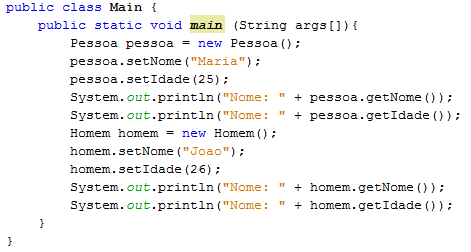 public class Main {
public static void main (String args[]){
Pessoa pessoa = new Pessoa();
pessoa.setNome("Maria");
pessoa.setIdade(25);
System.out.println("Nome: " + pessoa.getNome());
System.out.println("Nome: " + pessoa.getIdade());
Homem homem = new Homem();
homem.setNome("Joao");
homem.setIdade(26);
System.out.println("Nome: " + homem.getNome());
System.out.println("Nome: " + homem.getIdade());
}
}